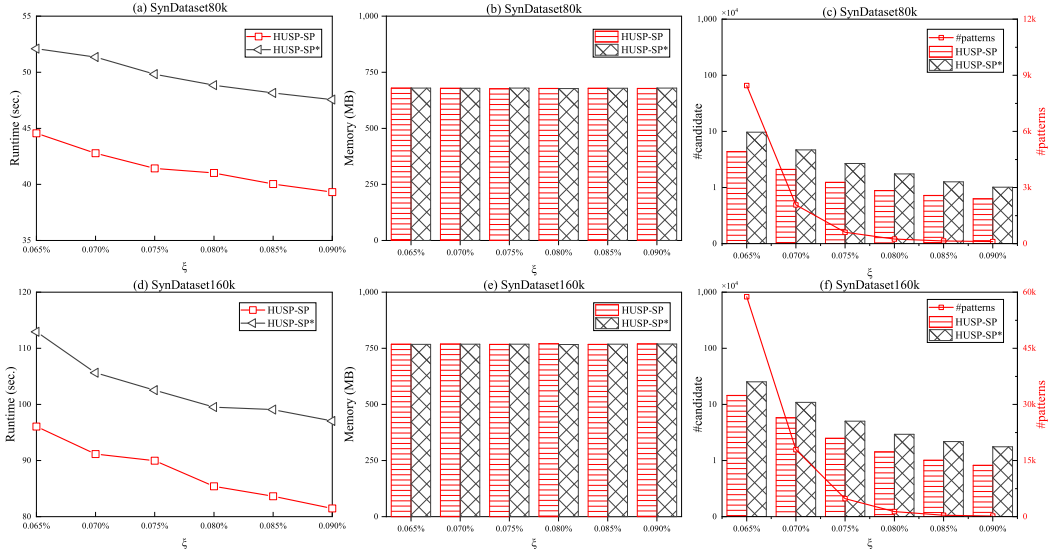 (a) SynDataset80k
55
50
45
40
35
Runtime (sec.)
HUSP-SP
HUSP-SP*
0.065%
0.070%
0.075%
0.080%
0.085%
0.090%
ξ
(b) SynDataset80k
1,000
750
500
250
0
Memory (MB)
HUSP-SP
HUSP-SP*
0.065%
0.070%
0.075%
0.080%
0.085%
0.090%
ξ
(c) SynDataset80k
×10⁴
1,000
100
10
1
0
#candidate
#patterns
HUSP-SP
HUSP-SP*
12k
9k
6k
3k
0
#patterns
0.065%
0.070%
0.075%
0.080%
0.085%
0.090%
ξ
(d) SynDataset160k
120
110
100
90
80
Runtime (sec.)
HUSP-SP
HUSP-SP*
0.065%
0.070%
0.075%
0.080%
0.085%
0.090%
ξ
(e) SynDataset160k
1,000
750
500
250
0
Memory (MB)
HUSP-SP
HUSP-SP*
0.065%
0.070%
0.075%
0.080%
0.085%
0.090%
ξ
(f) SynDataset160k
×10⁴
1,000
100
10
1
0
#candidate
#patterns
HUSP-SP
HUSP-SP*
60k
45k
30k
15k
0
#patterns
0.065%
0.070%
0.075%
0.080%
0.085%
0.090%
ξ